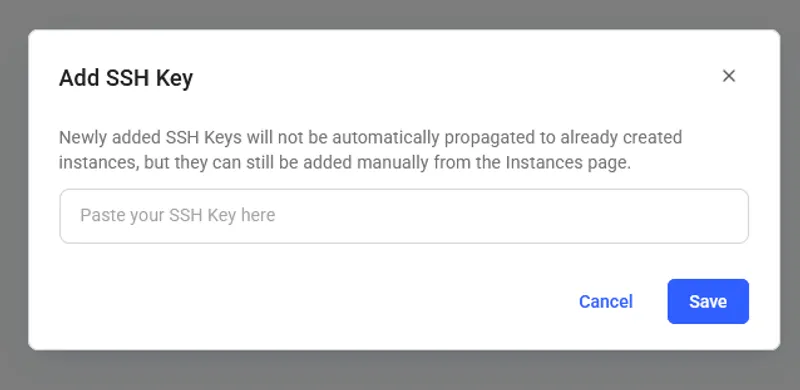 Add SSH Key
Newly added SSH Keys will not be automatically propagated to already created
instances, but they can still be added manually from the Instances page.
Paste your SSH Key here
Cancel
Save